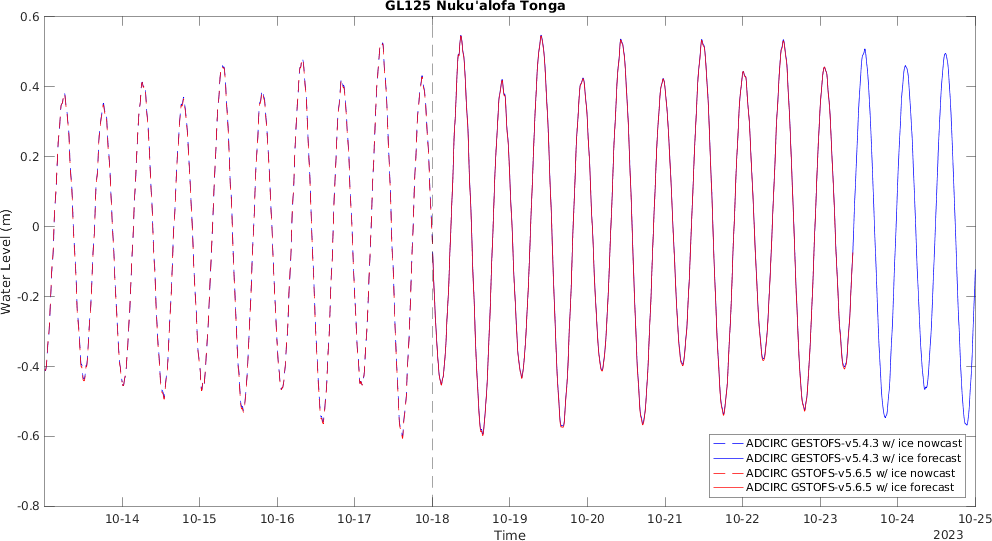 GL125 Nuku'alofa Tonga
Water Level (m)
0.6
0.4
0.2
0
-0.2
-0.4
-0.6
-0.8
ADCIRC GESTOFS-v5.4.3 w/ ice nowcast
ADCIRC GESTOFS-v5.4.3 w/ ice forecast
ADCIRC GSTOFS-v5.6.5 w/ ice nowcast
ADCIRC GSTOFS-v5.6.5 w/ ice forecast
10-14 10-15 10-16 10-17 10-18 10-19 10-20 10-21 10-22 10-23 10-24 10-25
Time
2023